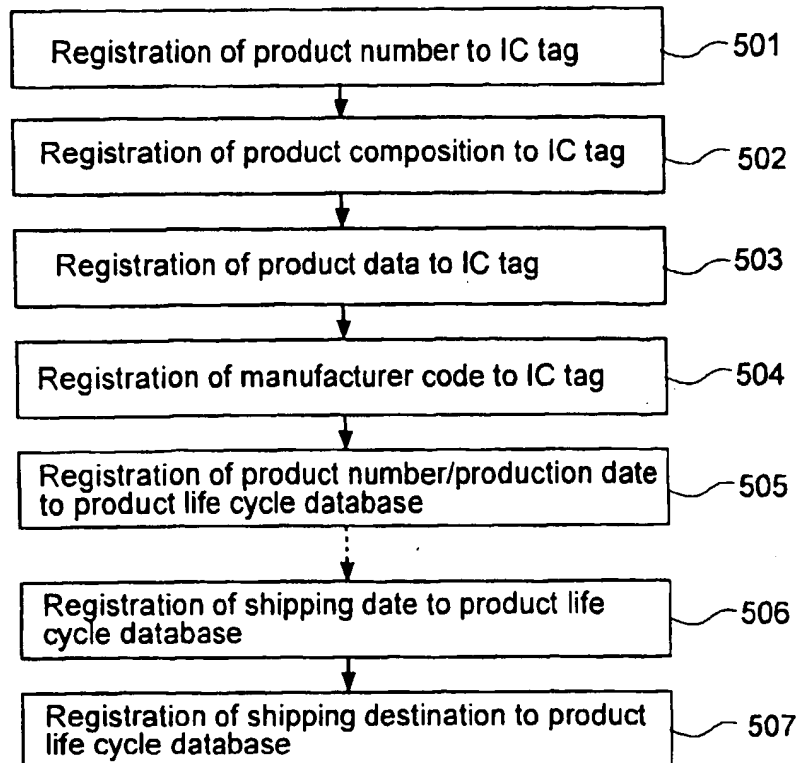 Registration of product number to IC tag
501
Registration of product composition to IC tag
502
Registration of product data to IC tag
503
Registration of manufacturer code to IC tag
504
Registration of product number/production date
to product life cycle database
505
Registration of shipping date to product life
cycle database
506
Registration of shipping destination to product
life cycle database
507